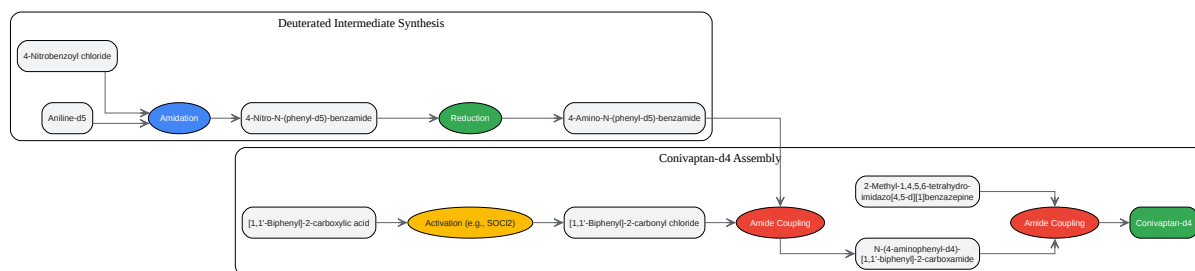 Deuterated Intermediate Synthesis
4-Nitrobenzoyl chloride
Aniline-d5
Amidation
4-Nitro-N-(phenyl-d5)-benzamide
Reduction
4-Amino-N-(phenyl-d5)-benzamide
Conivaptan-d4 Assembly
[1,1'-Biphenyl]-2-carboxylic acid
Activation (e.g., SOCl2)
[1,1'-Biphenyl]-2-carbonyl chloride
Amide Coupling
2-Methyl-1,4,5,6-tetrahydro-
imidazo[4,5-d][1]benzazepine
N-(4-aminophenyl-d4)-
[1,1'-biphenyl]-2-carboxamide
Amide Coupling
Conivaptan-d4